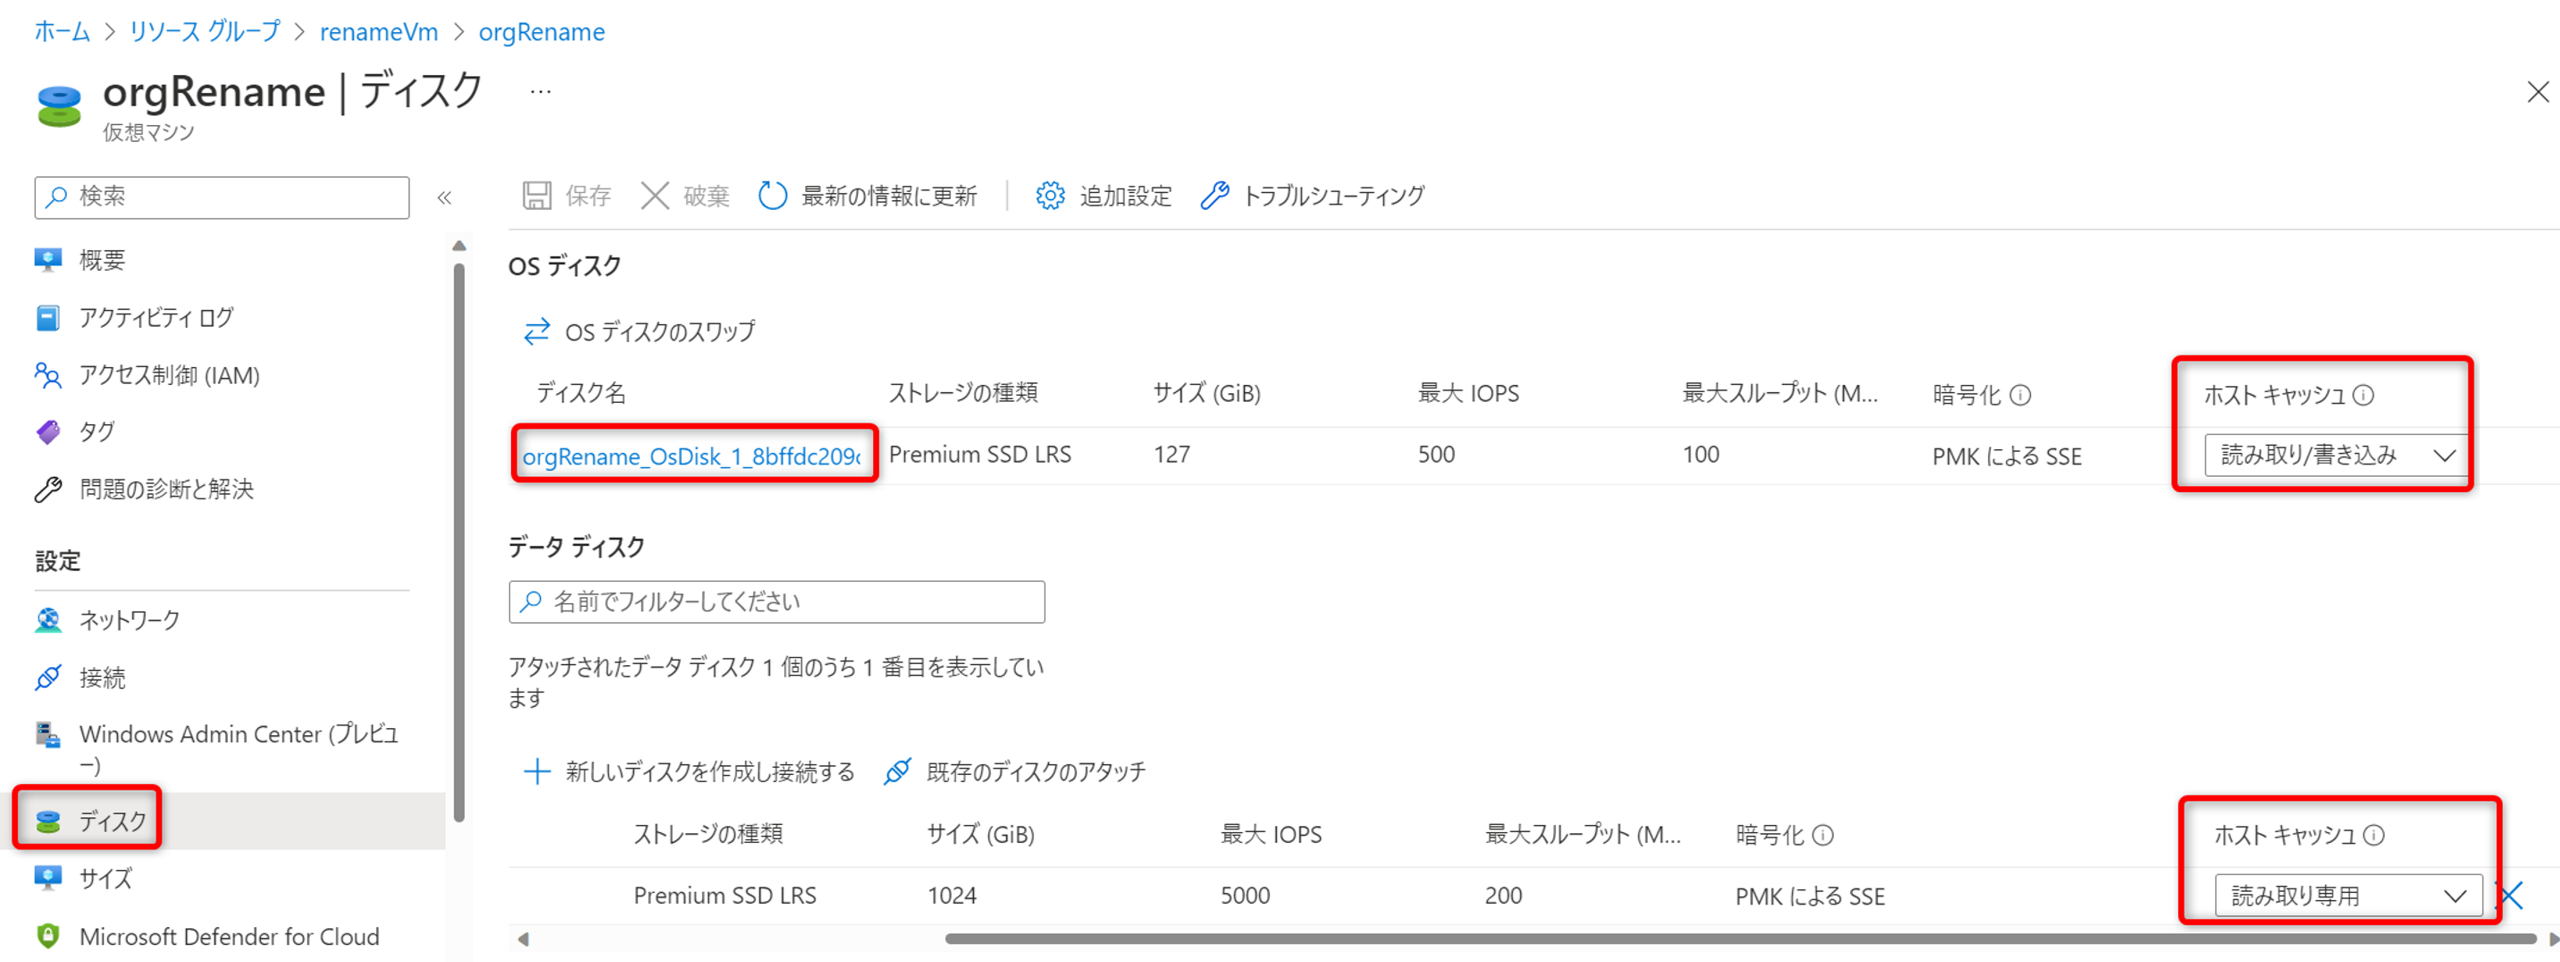 ホーム > リソース グループ > renameVm > orgRename
orgRename | ディスク ...
仮想マシン
検索
«
保存
破棄
最新の情報に更新
追加設定
トラブルシューティング
概要
アクティビティ ログ
アクセス制御 (IAM)
タグ
問題の診断と解決
設定
ネットワーク
接続
Windows Admin Center (プレビュ
ー)
ディスク
サイズ
Microsoft Defender for Cloud
OS ディスク
OS ディスクのスワップ
ディスク名 ストレージの種類 サイズ (GiB) 最大 IOPS 最大スループット (M... 暗号化 ホスト キャッシュ
orgRename_OsDisk_1_8bffdc209c Premium SSD LRS 127 500 100 PMK による SSE 読み取り/書き込み
データ ディスク
名前でフィルターしてください
アタッチされたデータ ディスク 1 個のうち 1 番目を表示してい
ます
新しいディスクを作成し接続する 既存のディスクのアタッチ
ストレージの種類 サイズ (GiB) 最大 IOPS 最大スループット (M... 暗号化 ホスト キャッシュ
Premium SSD LRS 1024 5000 200 PMK による SSE 読み取り専用